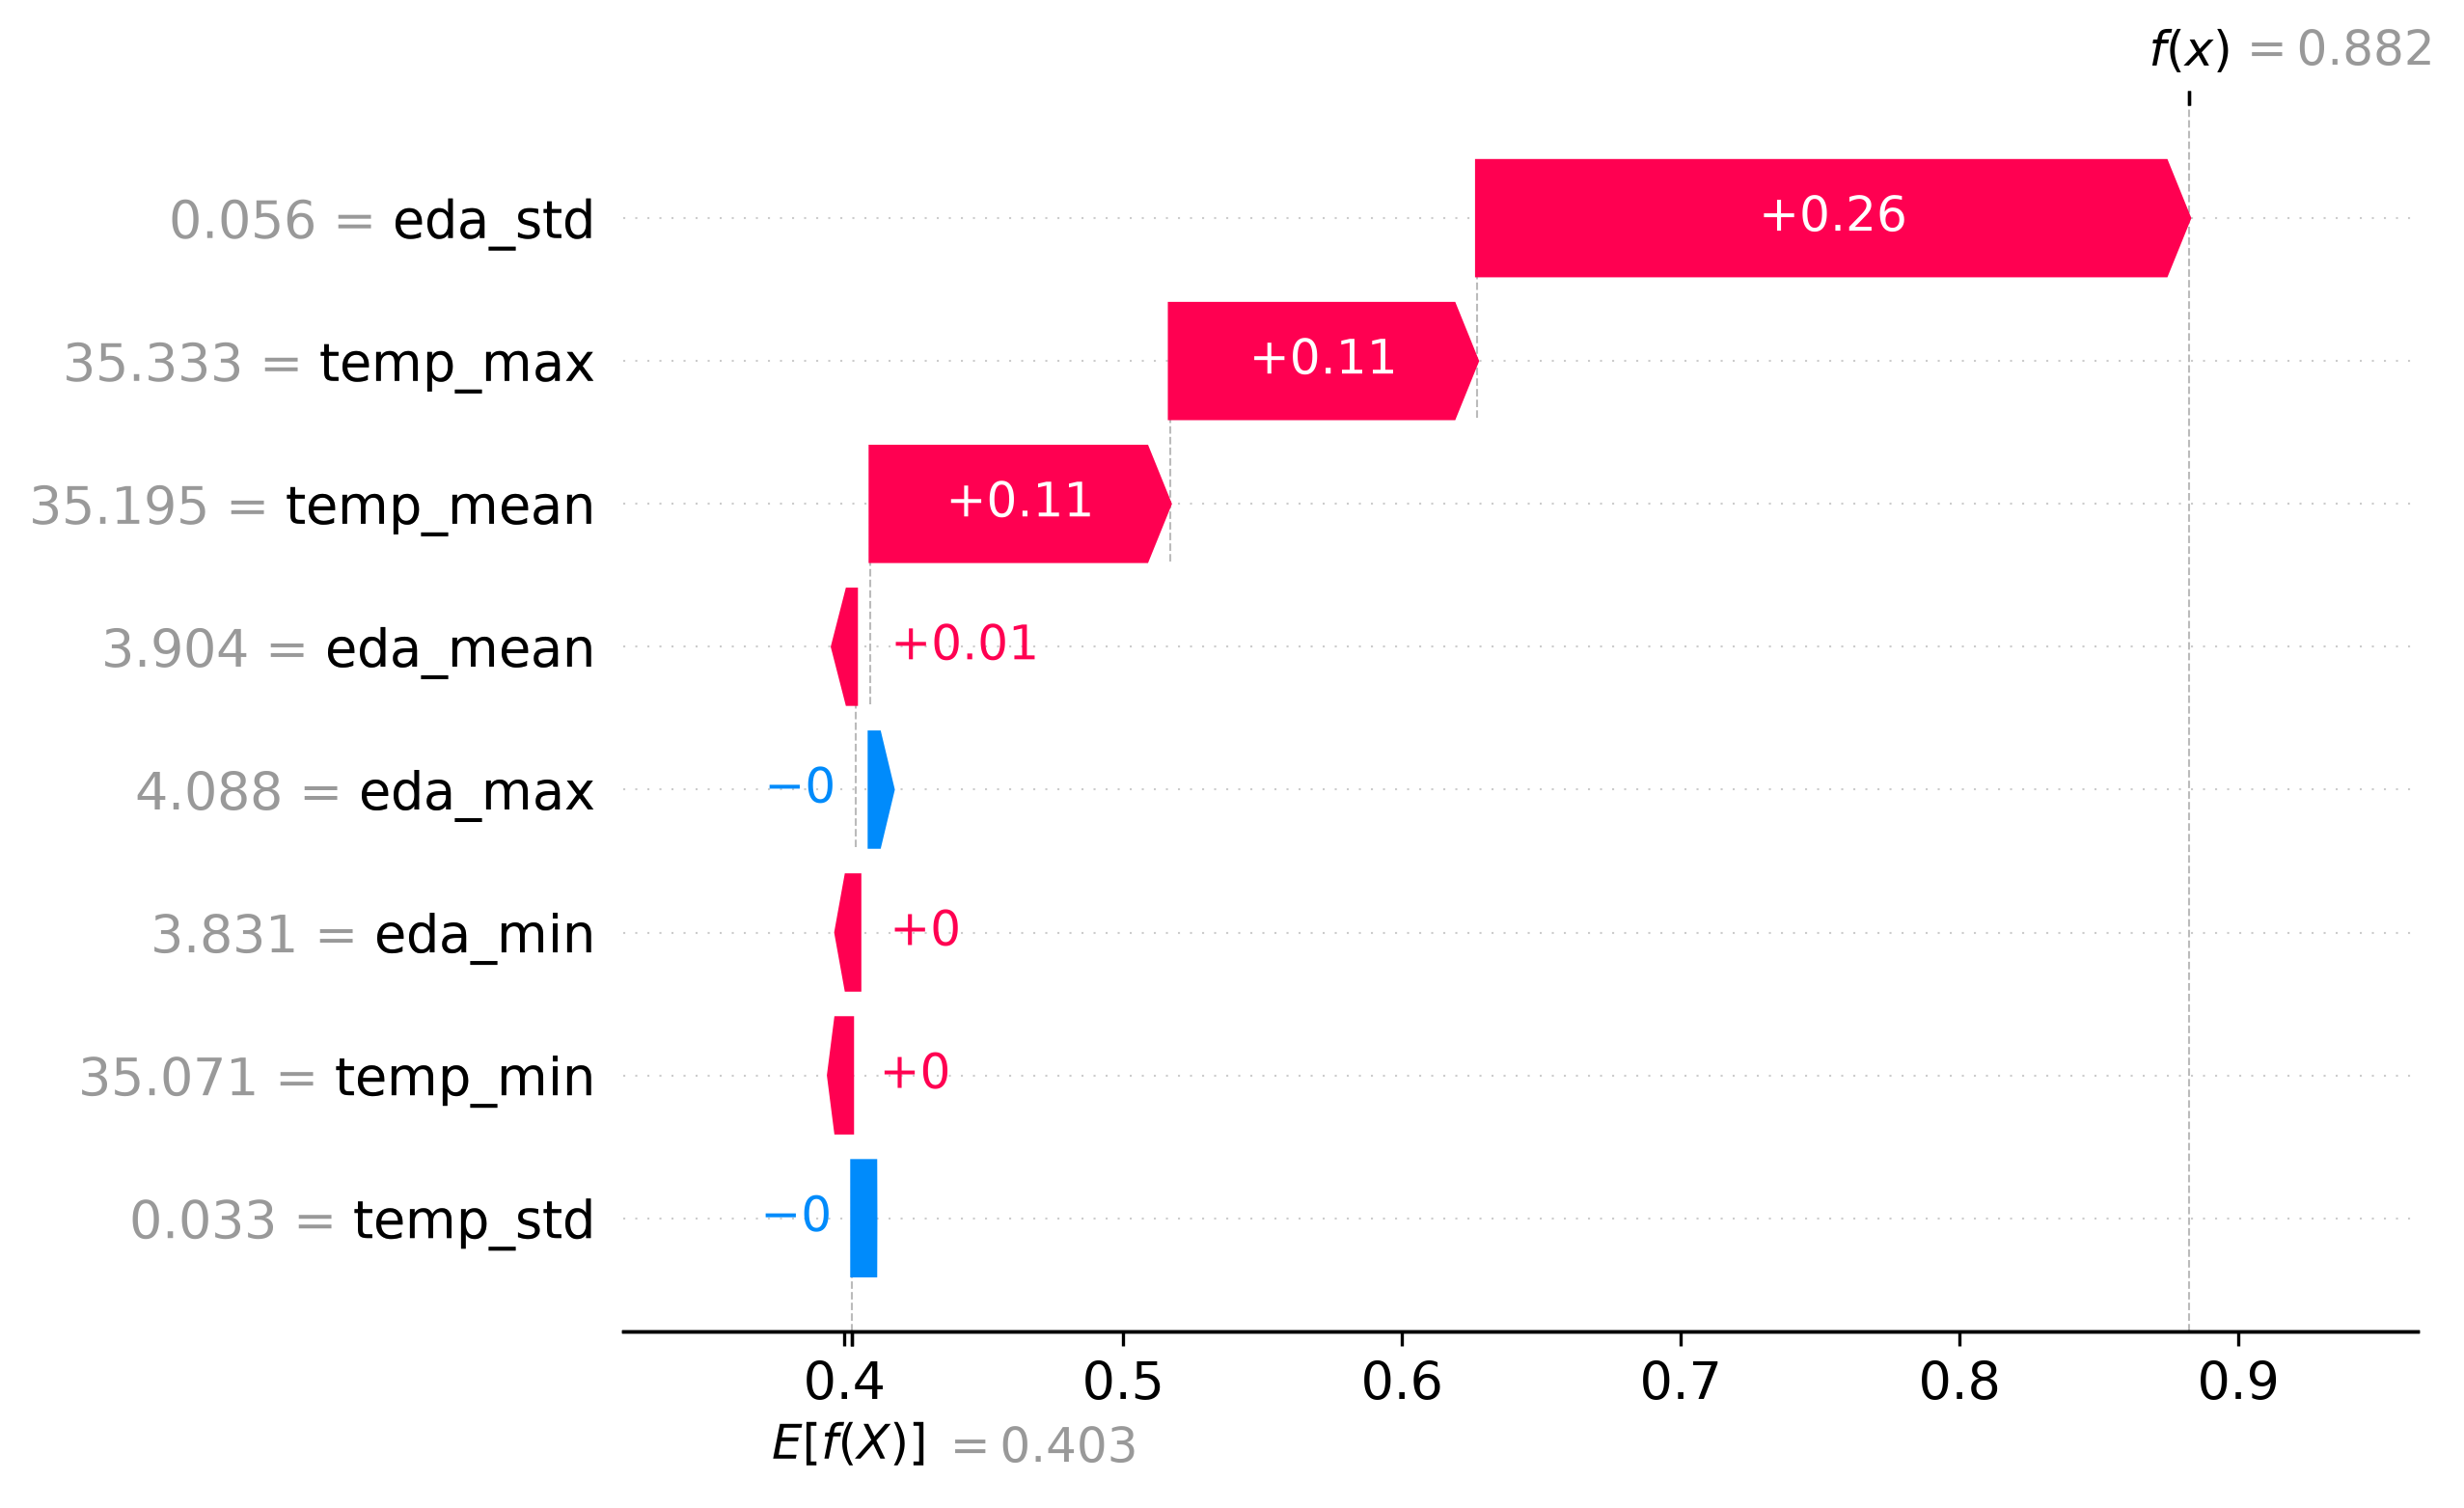 f(x) = 0.882
0.056 = eda_std +0.26
35.333 = temp_max +0.11
35.195 = temp_mean +0.11
3.904 = eda_mean +0.01
4.088 = eda_max −0
3.831 = eda_min +0
35.071 = temp_min +0
0.033 = temp_std −0
0.4 0.5 0.6 0.7 0.8 0.9
E[f(X)] = 0.403